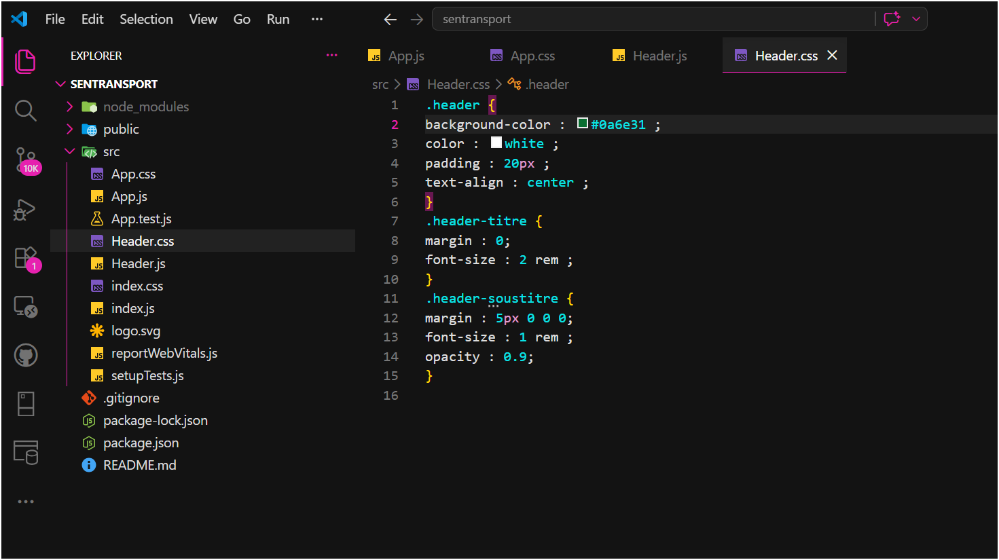 File Edit Selection View Go Run ...
sentransport
EXPLORER
...
App.js App.css Header.js Header.css
SENTRANSPORT
src > Header.css > .header
node_modules
public
src
App.css
App.js
App.test.js
Header.css
Header.js
index.css
index.js
logo.svg
reportWebVitals.js
setupTests.js
.gitignore
package-lock.json
package.json
README.md
10K
1
1 .header {
2 background-color : #0a6e31 ;
3 color : white ;
4 padding : 20px ;
5 text-align : center ;
6 }
7 .header-titre {
8 margin : 0;
9 font-size : 2 rem ;
10 }
11 .header-soustitre {
12 margin : 5px 0 0 0;
13 font-size : 1 rem ;
14 opacity : 0.9;
15 }
16